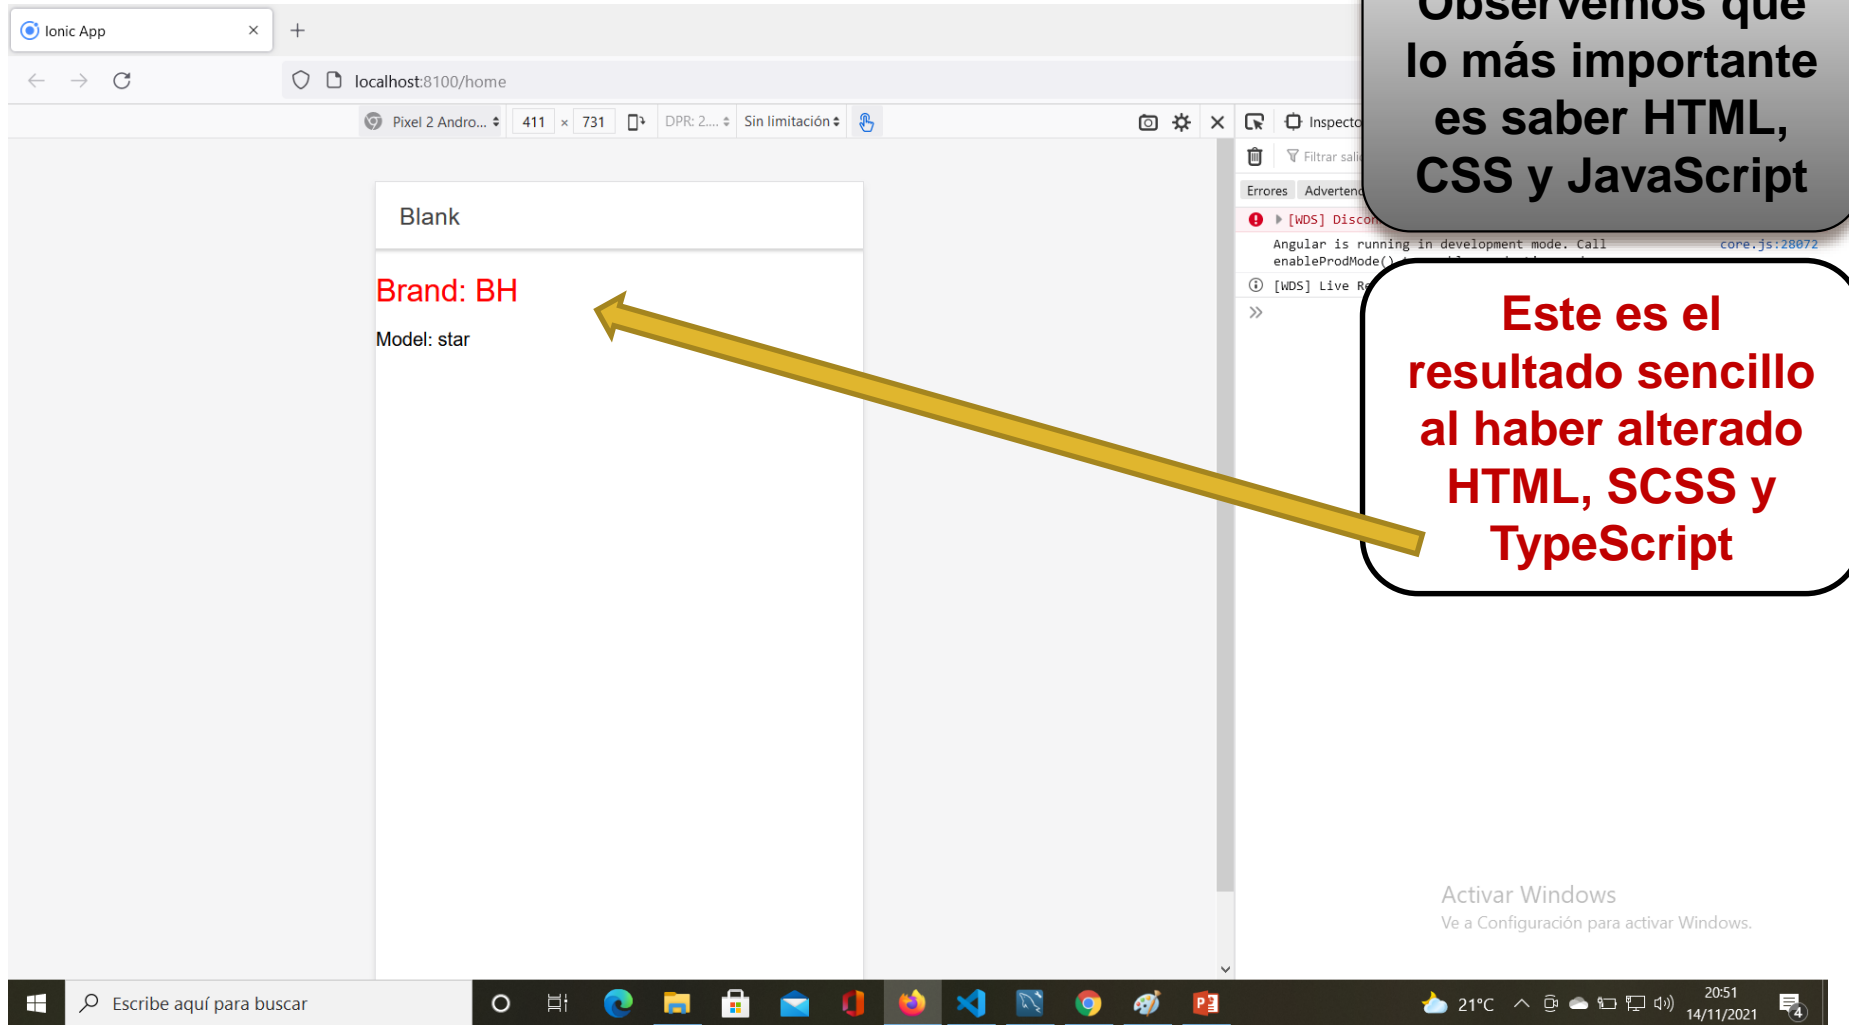 Ionic App
localhost:8100/home
Pixel 2 Andro... 411 × 731 DPR: 2.... Sin limitación
Inspecto
Filtrar sali
Errores Advertenc
[WDS] Discon
Angular is running in development mode. Call core.js:28072
enableProdMode()
[WDS] Live Re
Observemos que
lo más importante
es saber HTML,
CSS y JavaScript
Blank
Brand: BH
Model: star
Este es el
resultado sencillo
al haber alterado
HTML, SCSS y
TypeScript
Activar Windows
Ve a Configuración para activar Windows.
Escribe aquí para buscar
21°C
20:51
14/11/2021
4